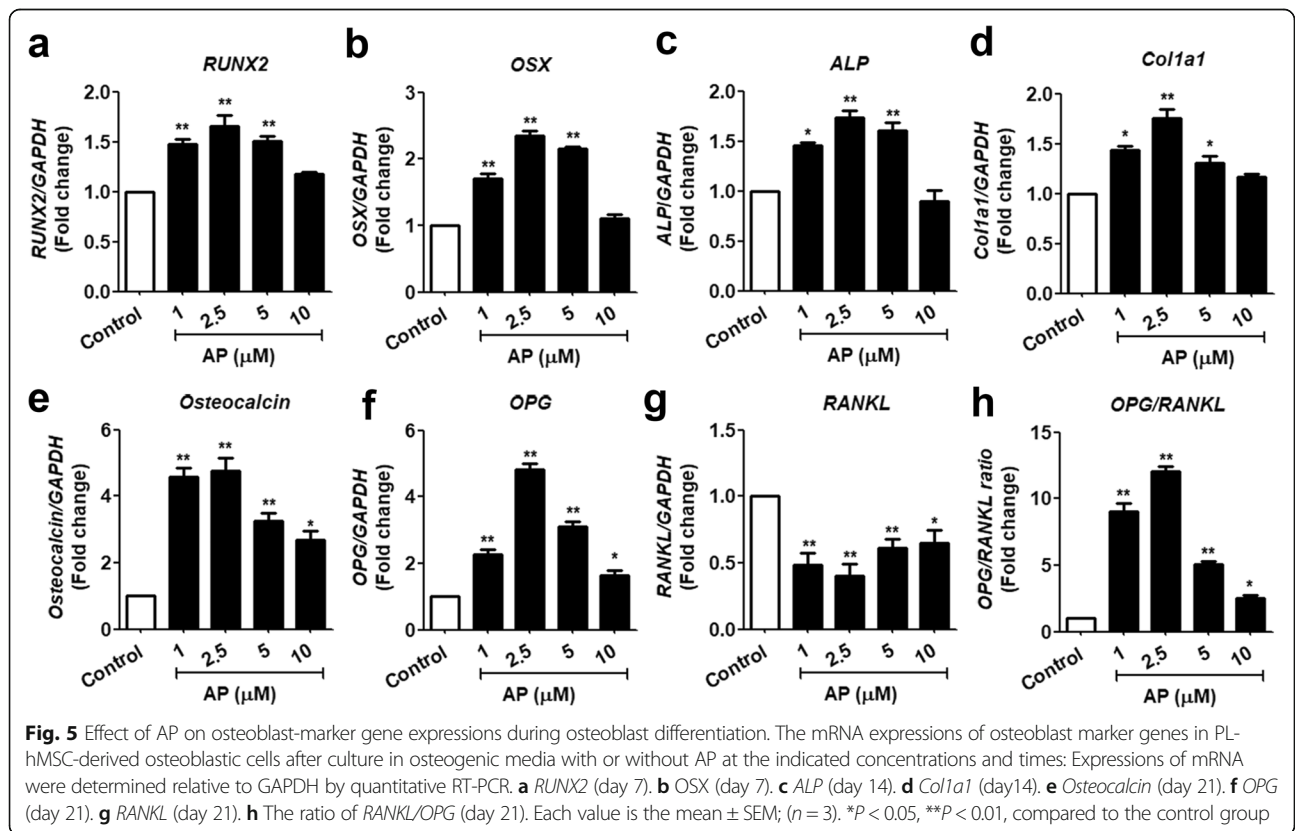 a
RUNX2
RUNX2/GAPDH
(Fold change)
2.0
1.5
1.0
0.5
0.0
**
**
**
Control
1
2.5
5
10
AP (μM)
b
OSX
OSX/GAPDH
(Fold change)
3
2
1
0
**
**
**
Control
1
2.5
5
10
AP (μM)
c
ALP
ALP/GAPDH
(Fold change)
2.0
1.5
1.0
0.5
0.0
*
**
**
Control
1
2.5
5
10
AP (μM)
d
Col1a1
Col1a1/GAPDH
(Fold change)
2.0
1.5
1.0
0.5
0.0
*
**
*
Control
1
2.5
5
10
AP (μM)
e
Osteocalcin
Osteocalcin/GAPDH
(Fold change)
6
4
2
0
**
**
**
*
Control
1
2.5
5
10
AP (μM)
f
OPG
OPG/GAPDH
(Fold change)
6
4
2
0
**
**
**
*
Control
1
2.5
5
10
AP (μM)
g
RANKL
RANKL/GAPDH
(Fold change)
1.5
1.0
0.5
0.0
**
**
**
*
Control
1
2.5
5
10
AP (μM)
h
OPG/RANKL
OPG/RANKL ratio
(Fold change)
15
10
5
0
**
**
**
*
Control
1
2.5
5
10
AP (μM)
Fig. 5 Effect of AP on osteoblast-marker gene expressions during osteoblast differentiation. The mRNA expressions of osteoblast marker genes in PL-
hMSC-derived osteoblastic cells after culture in osteogenic media with or without AP at the indicated concentrations and times: Expressions of mRNA
were determined relative to GAPDH by quantitative RT-PCR. a RUNX2 (day 7). b OSX (day 7). c ALP (day 14). d Col1a1 (day14). e Osteocalcin (day 21). f OPG
(day 21). g RANKL (day 21). h The ratio of RANKL/OPG (day 21). Each value is the mean ± SEM; (n = 3). *P < 0.05, **P < 0.01, compared to the control group